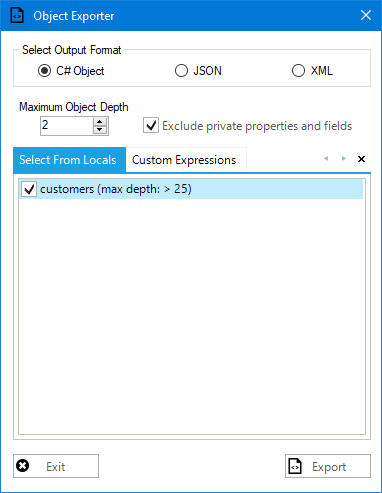 Object Exporter
Select Output Format
C# Object JSON XML
Maximum Object Depth
2 Exclude private properties and fields
Select From Locals Custom Expressions
customers (max depth: > 25)
Exit Export